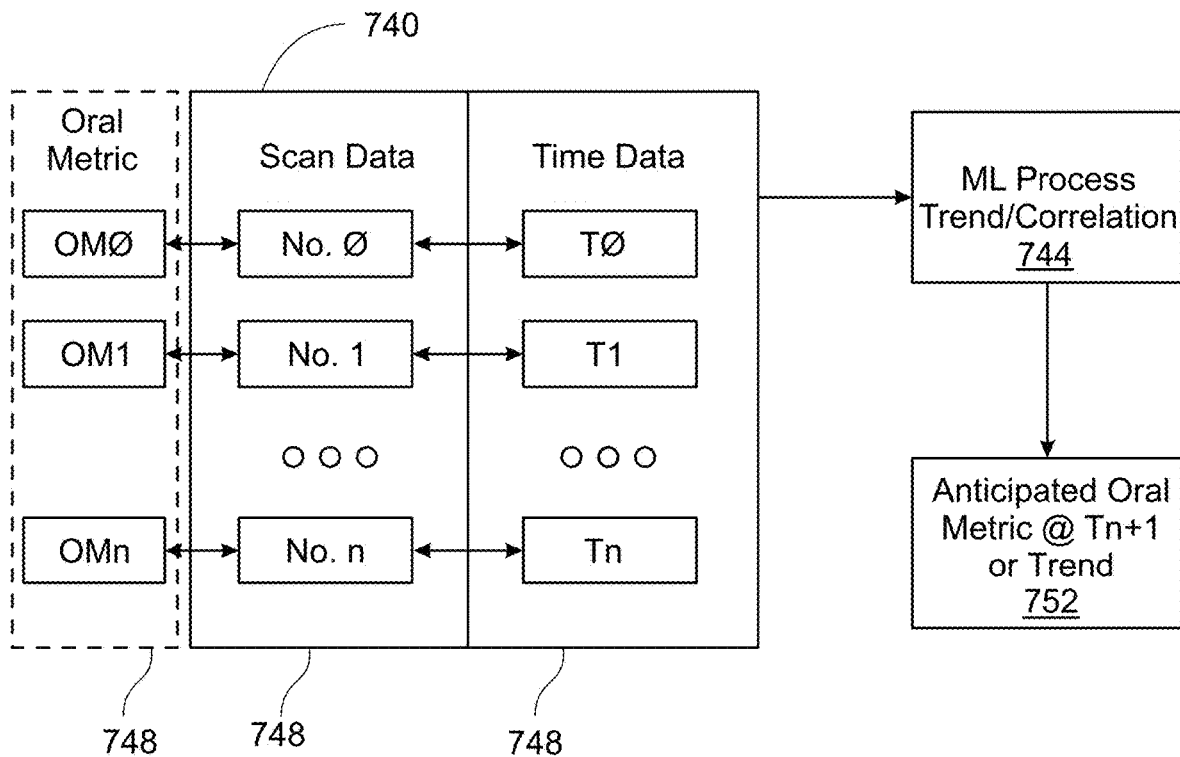 740
Oral
Metric
Scan Data
Time Data
OMØ
No. Ø
TØ
OM1
No. 1
T1
OMn
No. n
Tn
ML Process
Trend/Correlation
744
Anticipated Oral
Metric @ Tn+1
or Trend
752
748
748
748